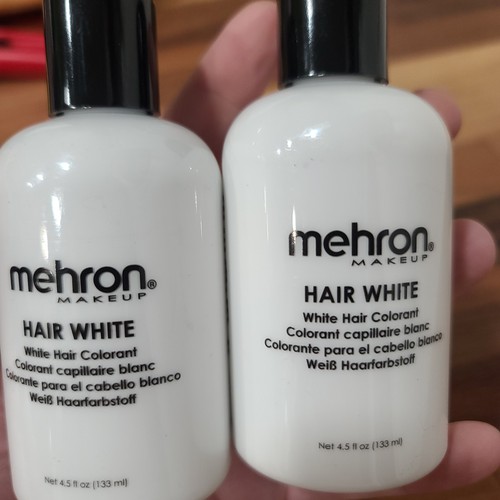 mehron®
MAKEUP
HAIR WHITE
White Hair Colorant
Colorant capillaire blanc
Colorante para el cabello blanco
Weiß Haarfarbstoff
Net 4.5 fl oz (133 ml)
mehron®
MAKEUP
HAIR WHITE
White Hair Colorant
Colorant capillaire blanc
Colorante para el cabello blanco
Weiß Haarfarbstoff
Net 4.5 fl oz (133 ml)